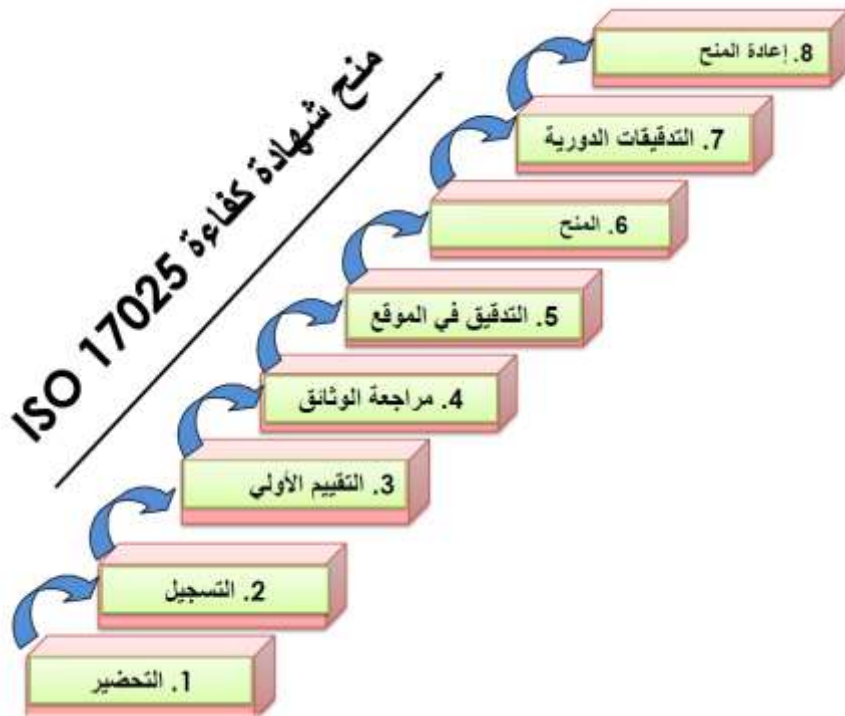 منح شهادة كفاءة ISO 17025
8. إعادة المنح
7. التدقيقات الدورية
6. المنح
5. التدقيق في الموقع
4. مراجعة الوثائق
3. التقييم الأولي
2. التسجيل
1. التحضير